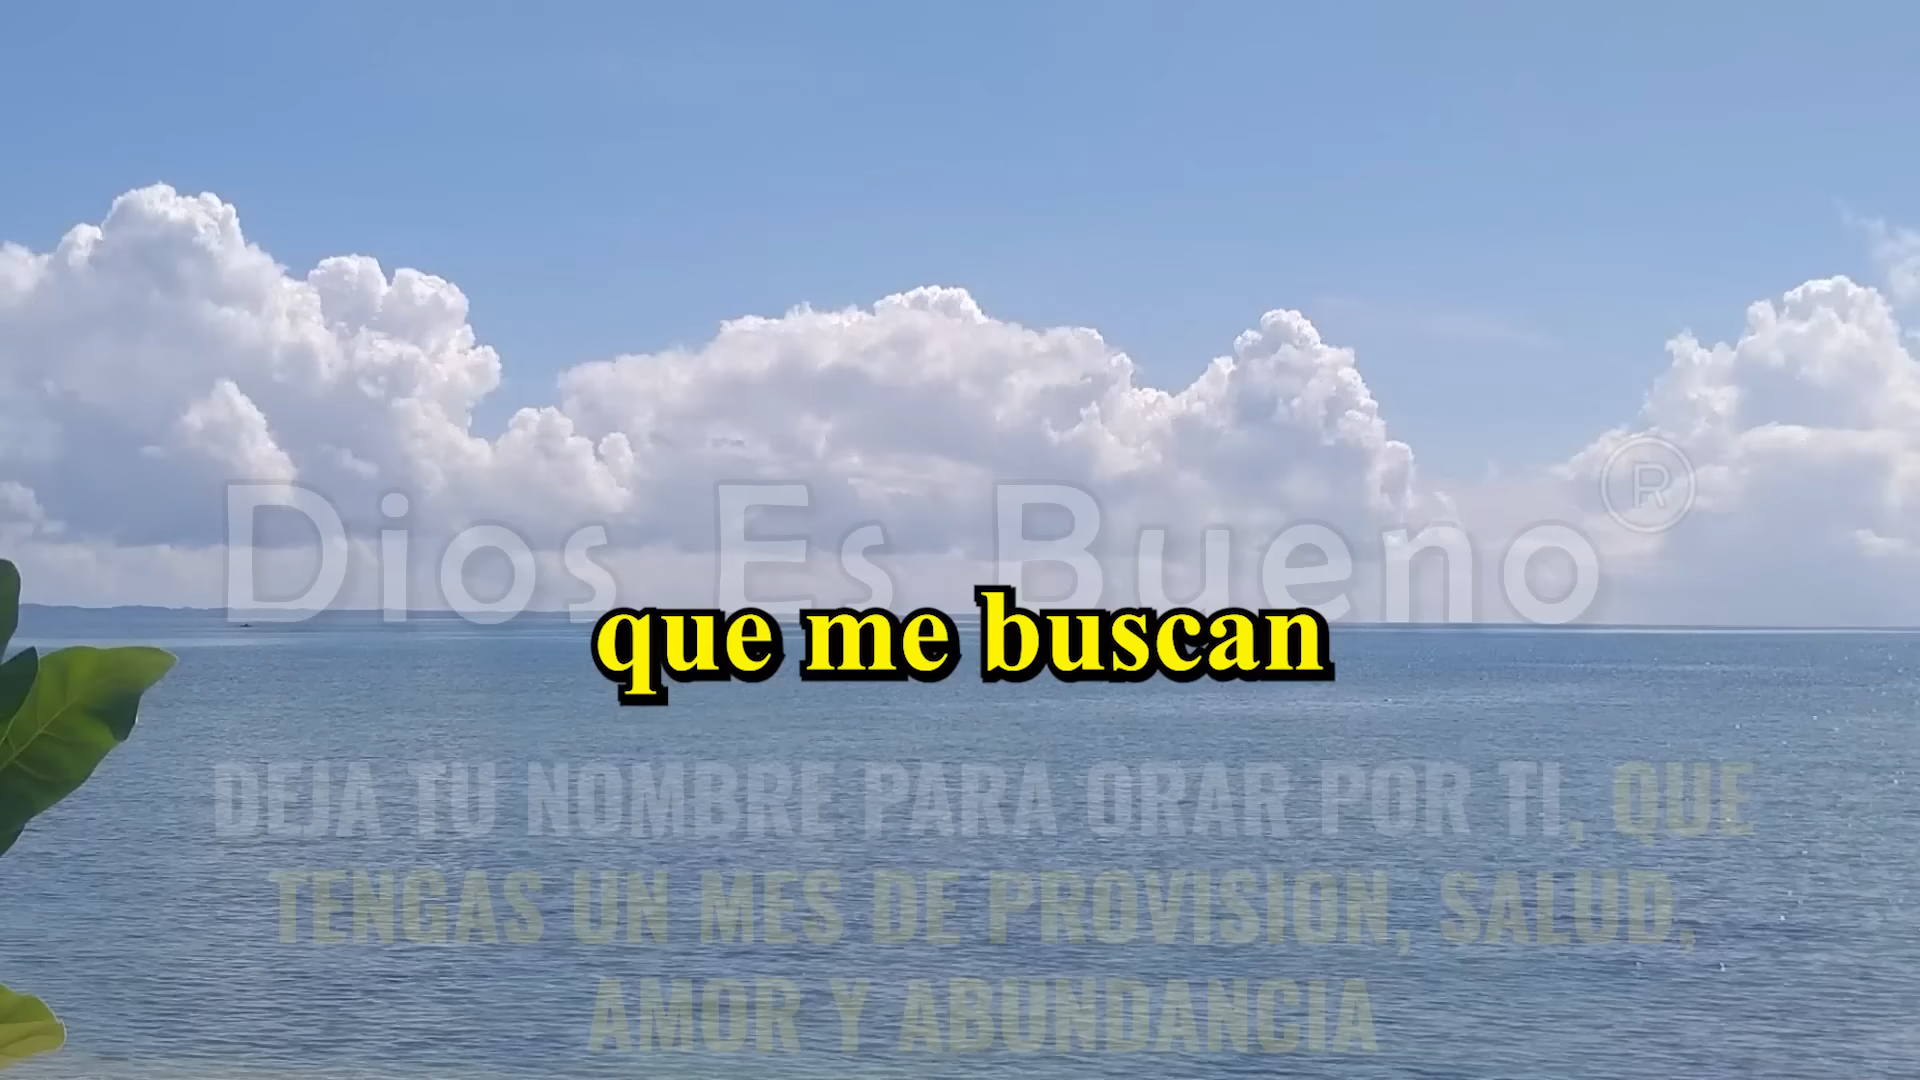 Dios Es Bueno®
que me buscan
DEJA TU NOMBRE PARA ORAR POR TI, QUE
TENGAS UN MES DE PROVISION, SALUD,
AMOR Y ABUNDANCIA